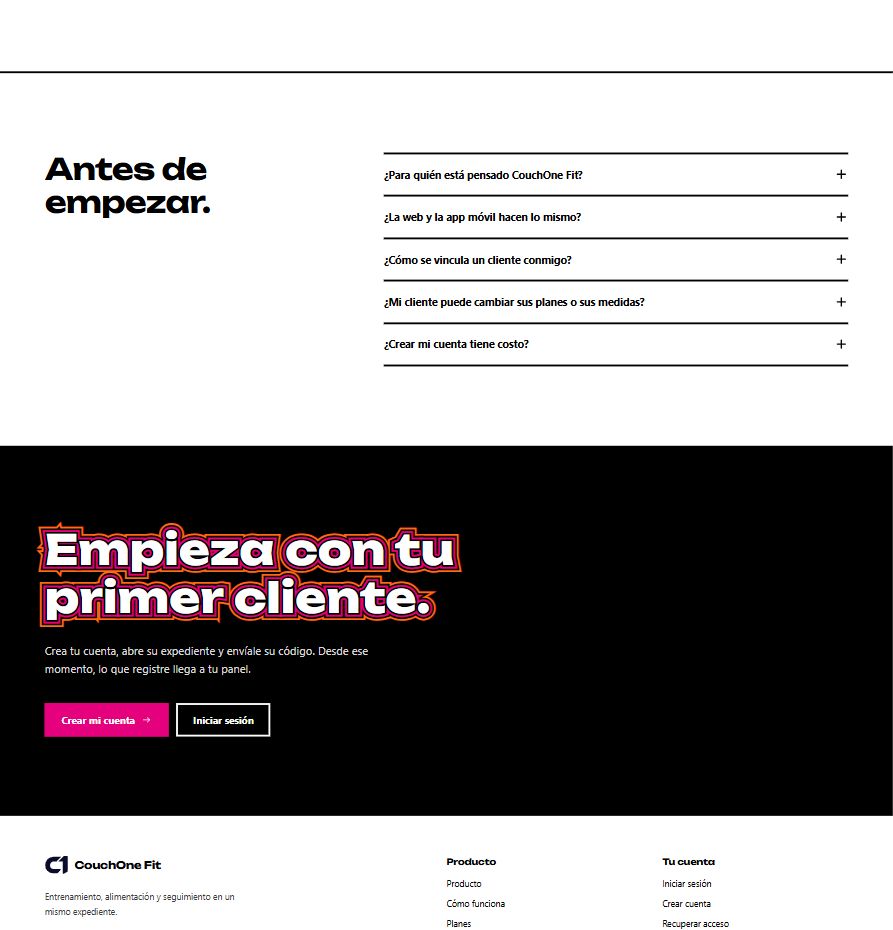 Antes de
empezar.
¿Para quién está pensado CouchOne Fit?
¿La web y la app móvil hacen lo mismo?
¿Cómo se vincula un cliente conmigo?
¿Mi cliente puede cambiar sus planes o sus medidas?
¿Crear mi cuenta tiene costo?
Empieza con tu
primer cliente.
Crea tu cuenta, abre su expediente y envíale su código. Desde ese
momento, lo que registre llega a tu panel.
Crear mi cuenta →
Iniciar sesión
C1 CouchOne Fit
Entrenamiento, alimentación y seguimiento en un
mismo expediente.
Producto
Producto
Cómo funciona
Planes
Tu cuenta
Iniciar sesión
Crear cuenta
Recuperar acceso